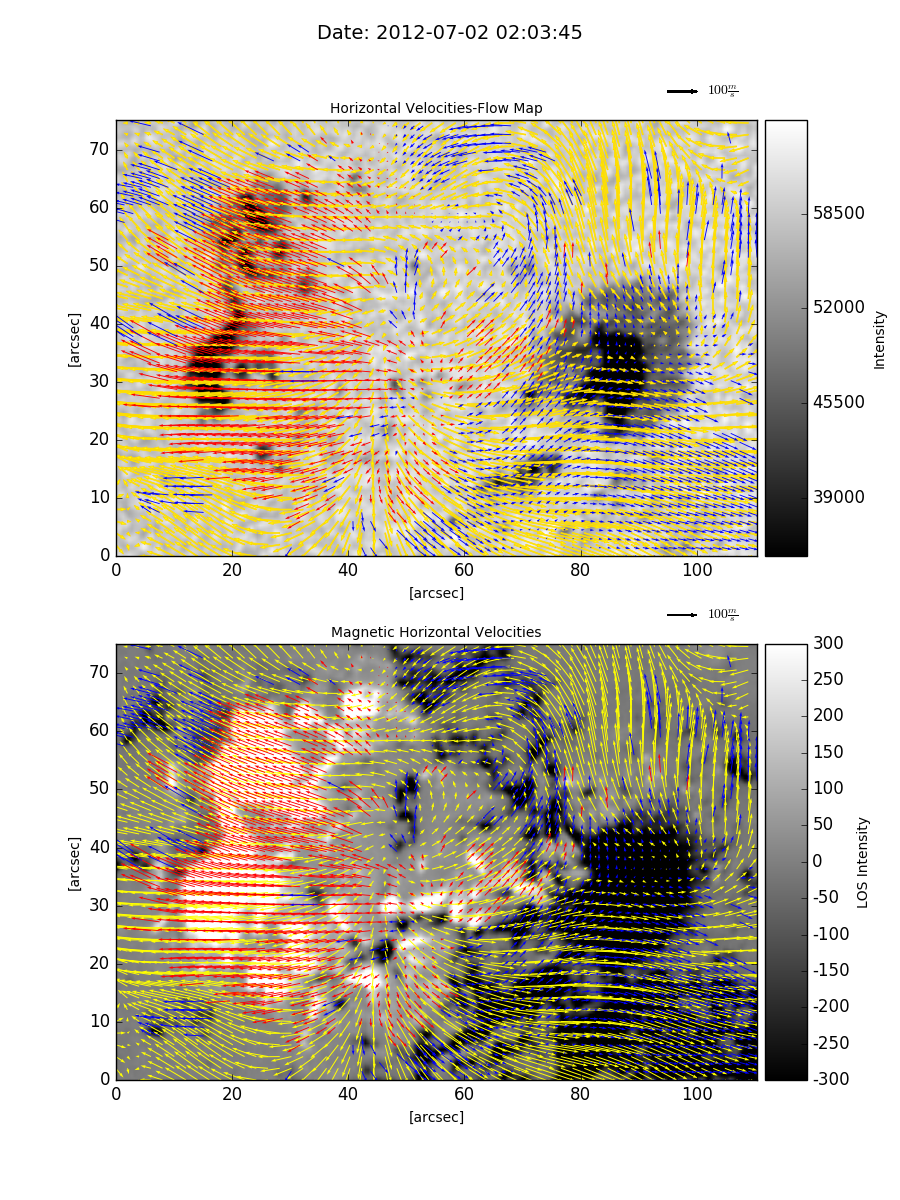 Date: 2012-07-02 02:03:45
100 m/s
Horizontal Velocities-Flow Map
70
60
50
40
30
20
10
0
[arcsec]
0 20 40 60 80 100
[arcsec]
58500
52000
45500
39000
Intensity
100 m/s
Magnetic Horizontal Velocities
70
60
50
40
30
20
10
0
[arcsec]
0 20 40 60 80 100
[arcsec]
300
250
200
150
100
50
0
-50
-100
-150
-200
-250
-300
LOS Intensity